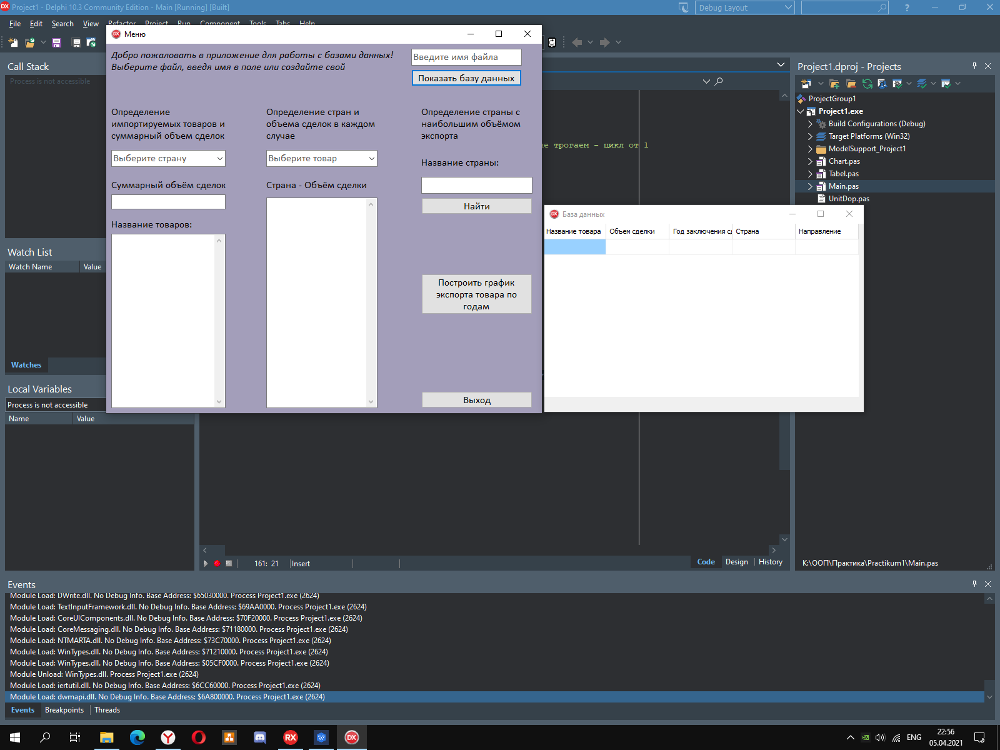 Project1 - Delphi 10.3 Community Edition - Main [Running] [Built]
Debug Layout
File Edit Search View Refactor Project Run Component Tools Tabs Help
Меню
Добро пожаловать в приложение для работы с базами данных!
Выберите файл, введя имя в поле или создайте свой
Введите имя файла
Показать базу данных
Определение
импортируемых товаров и
суммарный объем сделок
Выберите страну
Суммарный объём сделок
Название товаров:
Определение стран и
объема сделок в каждом
случае
Выберите товар
Страна - Объём сделки
Определение страны с
наибольшим объёмом
экспорта
Название страны:
Найти
Построить график
экспорта товара по
годам
Выход
трогаем - цикл от 1
База данных
Название товара Объем сделки Год заключения сд Страна Направление
Call Stack
Process is not accessible
Watch List
Watch Name Value
Watches
Local Variables
Process is not accessible
Name Value
Project1.dproj - Projects
ProjectGroup1
Project1.exe
Build Configurations (Debug)
Target Platforms (Win32)
ModelSupport_Project1
Chart.pas
Tabel.pas
Main.pas
UnitDop.pas
161: 21 Insert
Code Design History
K:\ООП\Практика\Practikum1\Main.pas
Events
Module Load: DWrite.dll. No Debug Info. Base Address: $65030000. Process Project1.exe (2624)
Module Load: TextInputFramework.dll. No Debug Info. Base Address: $69AA0000. Process Project1.exe (2624)
Module Load: CoreUIComponents.dll. No Debug Info. Base Address: $70F20000. Process Project1.exe (2624)
Module Load: CoreMessaging.dll. No Debug Info. Base Address: $71180000. Process Project1.exe (2624)
Module Load: NTMARTA.dll. No Debug Info. Base Address: $73C70000. Process Project1.exe (2624)
Module Load: WinTypes.dll. No Debug Info. Base Address: $71210000. Process Project1.exe (2624)
Module Load: WinTypes.dll. No Debug Info. Base Address: $05CF0000. Process Project1.exe (2624)
Module Unload: WinTypes.dll. Process Project1.exe (2624)
Module Load: iertutil.dll. No Debug Info. Base Address: $6CC60000. Process Project1.exe (2624)
Module Load: dwmapi.dll. No Debug Info. Base Address: $6A800000. Process Project1.exe (2624)
Events Breakpoints Threads
ENG
22:56
05.04.2021